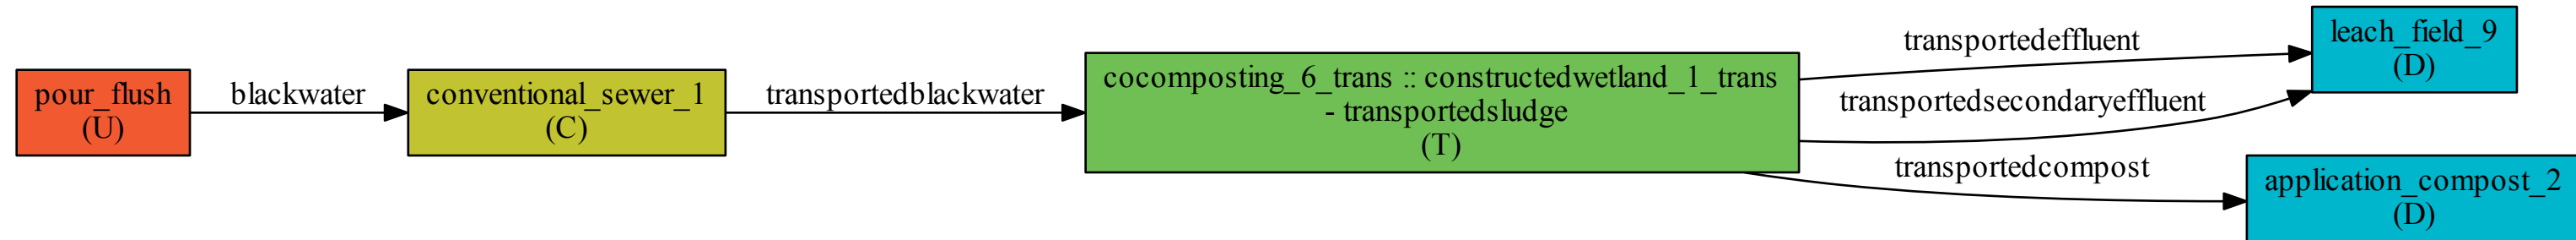 pour_flush
(U)
blackwater
conventional_sewer_1
(C)
transportedblackwater
cocomposting_6_trans :: constructedwetland_1_trans
- transportedsludge
(T)
transportedeffluent
transportedsecondaryeffluent
transportedcompost
leach_field_9
(D)
application_compost_2
(D)